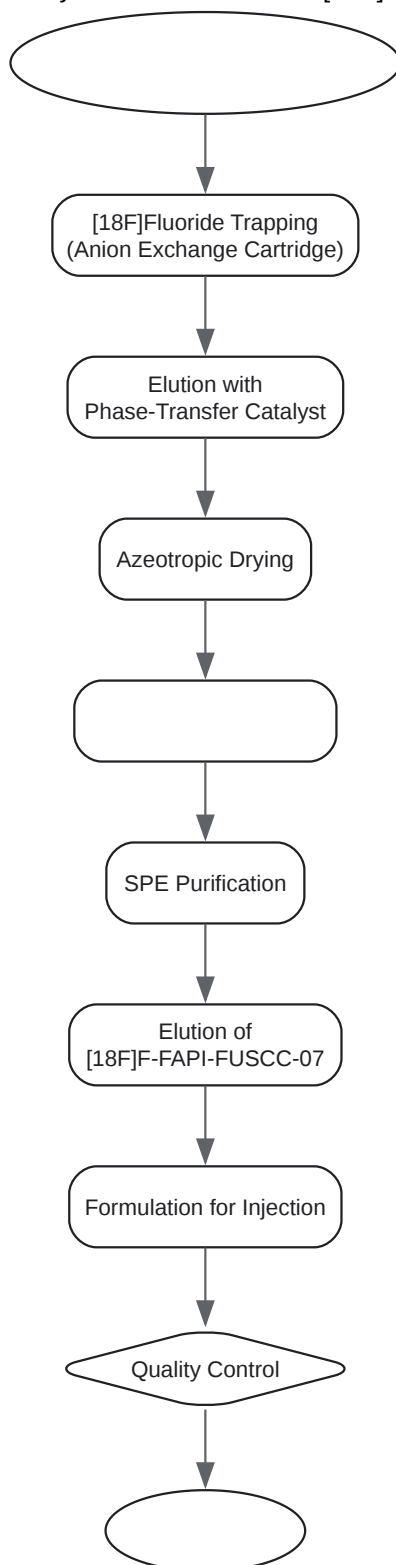 [18F]Fluoride Trapping
(Anion Exchange Cartridge)
Elution with
Phase-Transfer Catalyst
Azeotropic Drying
SPE Purification
Elution of
[18F]F-FAPI-FUSCC-07
Formulation for Injection
Quality Control